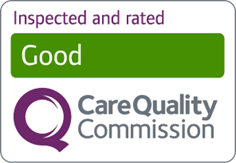 Inspected and rated
Good
CareQuality
Commission